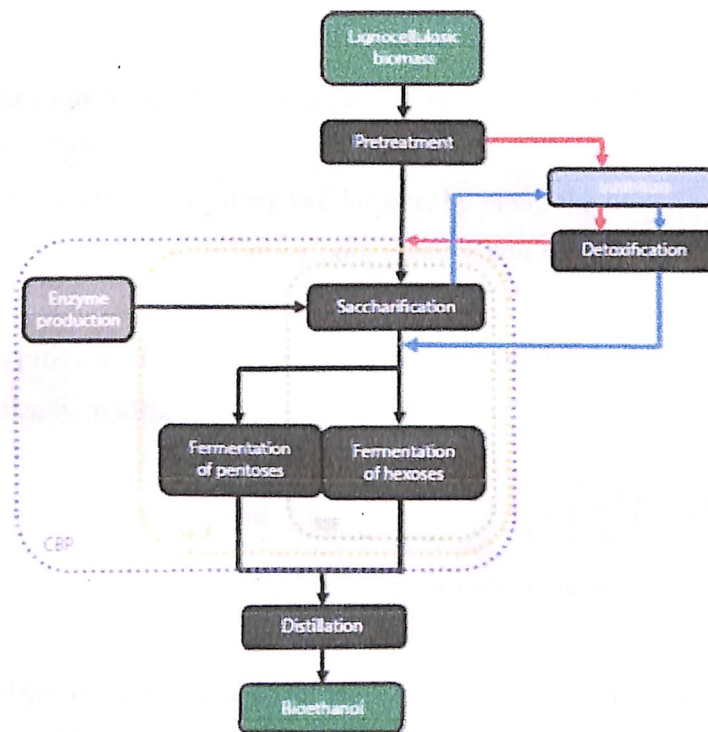 Lignocellulosic
biomass
Pretreatment
Inhibitors
Detoxification
Enzyme
production
Saccharification
Fermentation
of pentoses
Fermentation
of hexoses
SSF
CBP
Distillation
Bioethanol